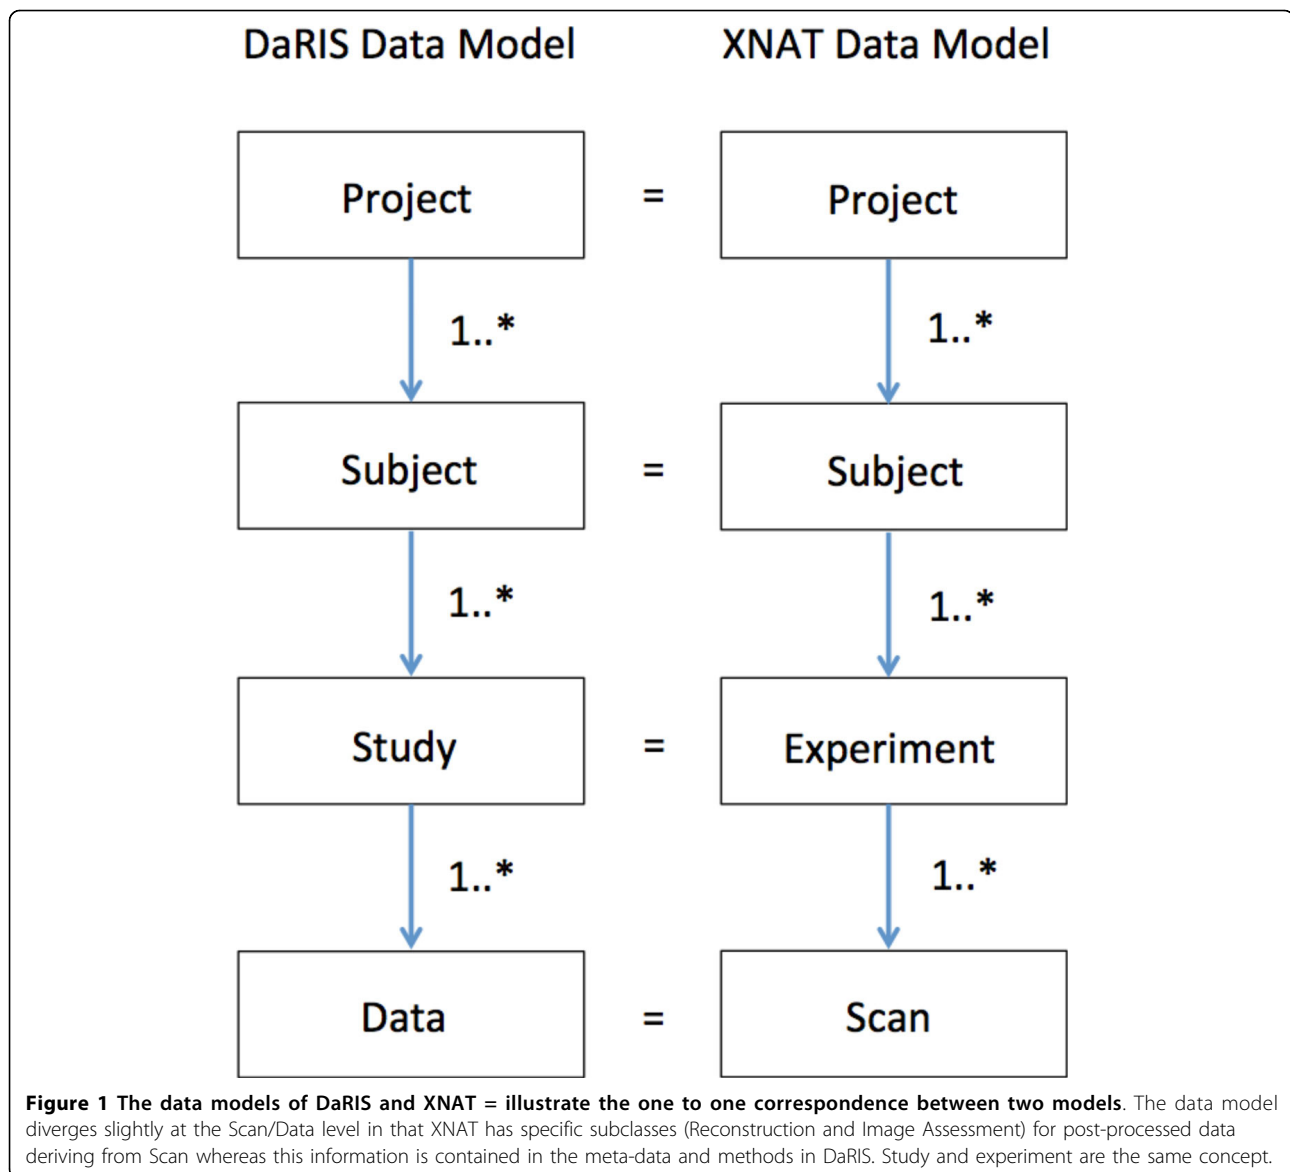 DaRIS Data Model XNAT Data Model
Project = Project
1..* 1..*
Subject = Subject
1..* 1..*
Study = Experiment
1..* 1..*
Data = Scan
Figure 1 The data models of DaRIS and XNAT = illustrate the one to one correspondence between two models. The data model
diverges slightly at the Scan/Data level in that XNAT has specific subclasses (Reconstruction and Image Assessment) for post-processed data
deriving from Scan whereas this information is contained in the meta-data and methods in DaRIS. Study and experiment are the same concept.